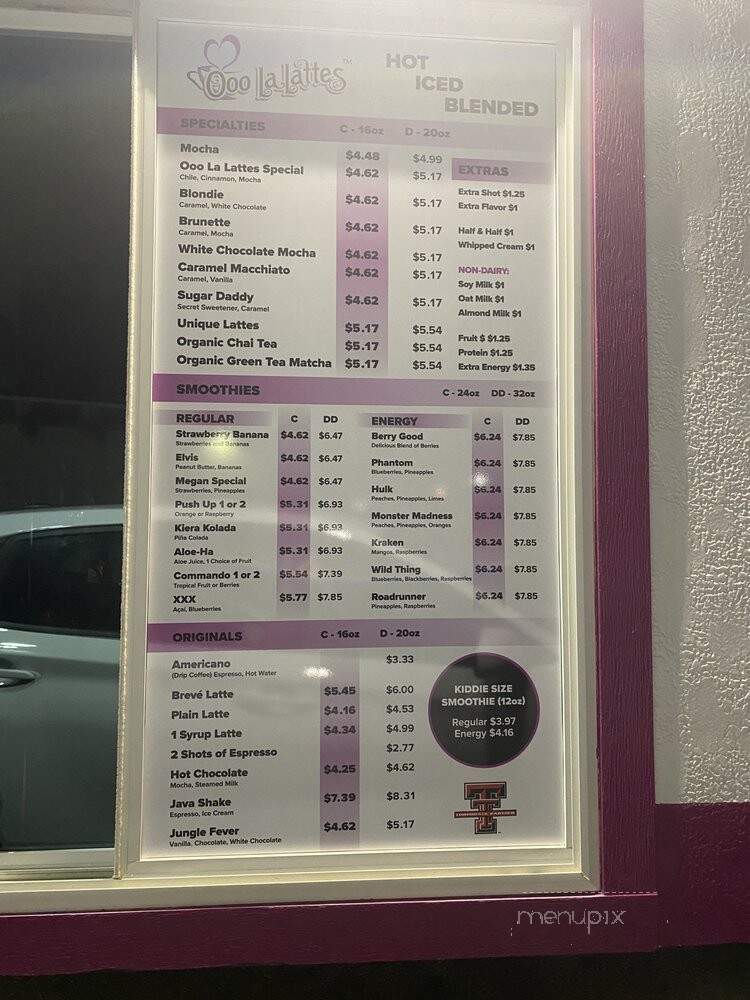 Ooo La Lattes™
HOT
ICED
BLENDED
SPECIALTIES C - 16oz D - 20oz
Mocha $4.48 $4.99
Ooo La Lattes Special $4.62 $5.17
Chile, Cinnamon, Mocha
Blondie $4.62 $5.17
Caramel, White Chocolate
Brunette $4.62 $5.17
Caramel, Mocha
White Chocolate Mocha $4.62 $5.17
Caramel Macchiato $4.62 $5.17
Caramel, Vanilla
Sugar Daddy $4.62 $5.17
Secret Sweetener, Caramel
Unique Lattes $5.17 $5.54
Organic Chai Tea $5.17 $5.54
Organic Green Tea Matcha $5.17 $5.54
EXTRAS
Extra Shot $1.25
Extra Flavor $1
Half & Half $1
Whipped Cream $1
NON-DAIRY:
Soy Milk $1
Oat Milk $1
Almond Milk $1
Fruit $ $1.25
Protein $1.25
Extra Energy $1.35
SMOOTHIES C - 24oz DD - 32oz
REGULAR C DD
Strawberry Banana $4.62 $6.47
Strawberries and Bananas
Elvis $4.62 $6.47
Peanut Butter, Bananas
Megan Special $4.62 $6.47
Strawberries, Pineapples
Push Up 1 or 2 $5.31 $6.93
Orange or Raspberry
Kiera Kolada $5.31 $6.93
Piña Colada
Aloe-Ha $5.31 $6.93
Aloe Juice, 1 Choice of Fruit
Commando 1 or 2 $5.54 $7.39
Tropical Fruit or Berries
XXX $5.77 $7.85
Açai, Blueberries
ENERGY C DD
Berry Good $6.24 $7.85
Delicious Blend of Berries
Phantom $6.24 $7.85
Blueberries, Pineapples
Hulk $6.24 $7.85
Peaches, Pineapples, Limes
Monster Madness $6.24 $7.85
Peaches, Pineapples, Oranges
Kraken $6.24 $7.85
Mangos, Raspberries
Wild Thing $6.24 $7.85
Blueberries, Blackberries, Raspberries
Roadrunner $6.24 $7.85
Pineapples, Raspberries
ORIGINALS C - 16oz D - 20oz
Americano $3.33
(Drip Coffee) Espresso, Hot Water
Brevé Latte $5.45 $6.00
Plain Latte $4.16 $4.53
1 Syrup Latte $4.34 $4.99
2 Shots of Espresso $2.77
Hot Chocolate $4.25 $4.62
Mocha, Steamed Milk
Java Shake $7.39 $8.31
Espresso, Ice Cream
Jungle Fever $4.62 $5.17
Vanilla, Chocolate, White Chocolate
KIDDIE SIZE
SMOOTHIE (12oz)
Regular $3.97
Energy $4.16
CORPORATE PARTNER
menupix